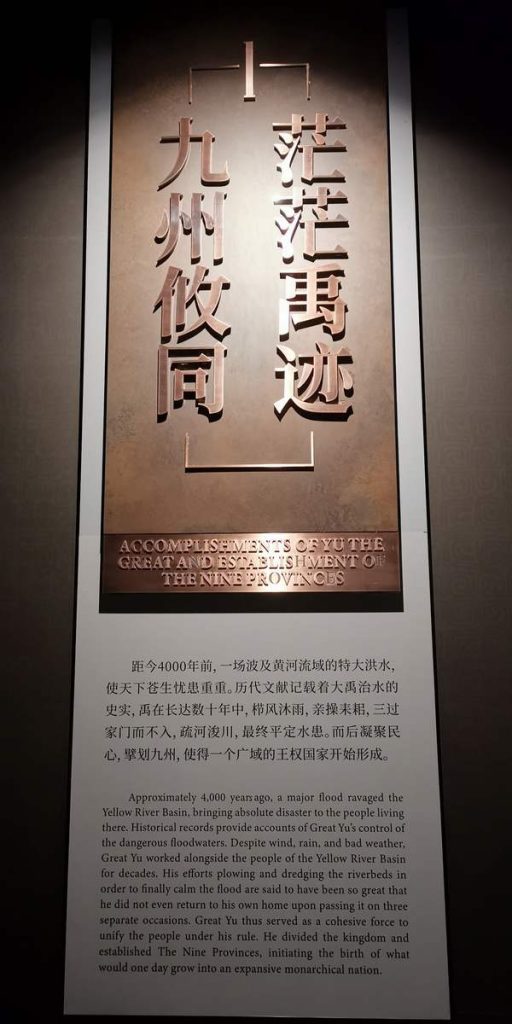 茫茫禹迹
九州攸同
ACCOMPLISHMENTS OF YU THE
GREAT AND ESTABLISHMENT OF
THE NINE PROVINCES
距今4000年前，一场波及黄河流域的特大洪水，
使天下苍生忧患重重。历代文献记载着大禹治水的
史实，禹在长达数十年中，栉风沐雨，亲操耒耜，三过
家门而不入，疏河浚川，最终平定水患。而后凝聚民
心，擘划九州，使得一个广域的王权国家开始形成。
Approximately 4,000 years ago, a major flood ravaged the
Yellow River Basin, bringing absolute disaster to the people living
there. Historical records provide accounts of Great Yu's control of
the dangerous floodwaters. Despite wind, rain, and bad weather,
Great Yu worked alongside the people of the Yellow River Basin
for decades. His efforts plowing and dredging the riverbeds in
order to finally calm the flood are said to have been so great that
he did not even return to his own home upon passing it on three
separate occasions. Great Yu thus served as a cohesive force to
unify the people under his rule. He divided the kingdom and
established The Nine Provinces, initiating the birth of what
would one day grow into an expansive monarchical nation.